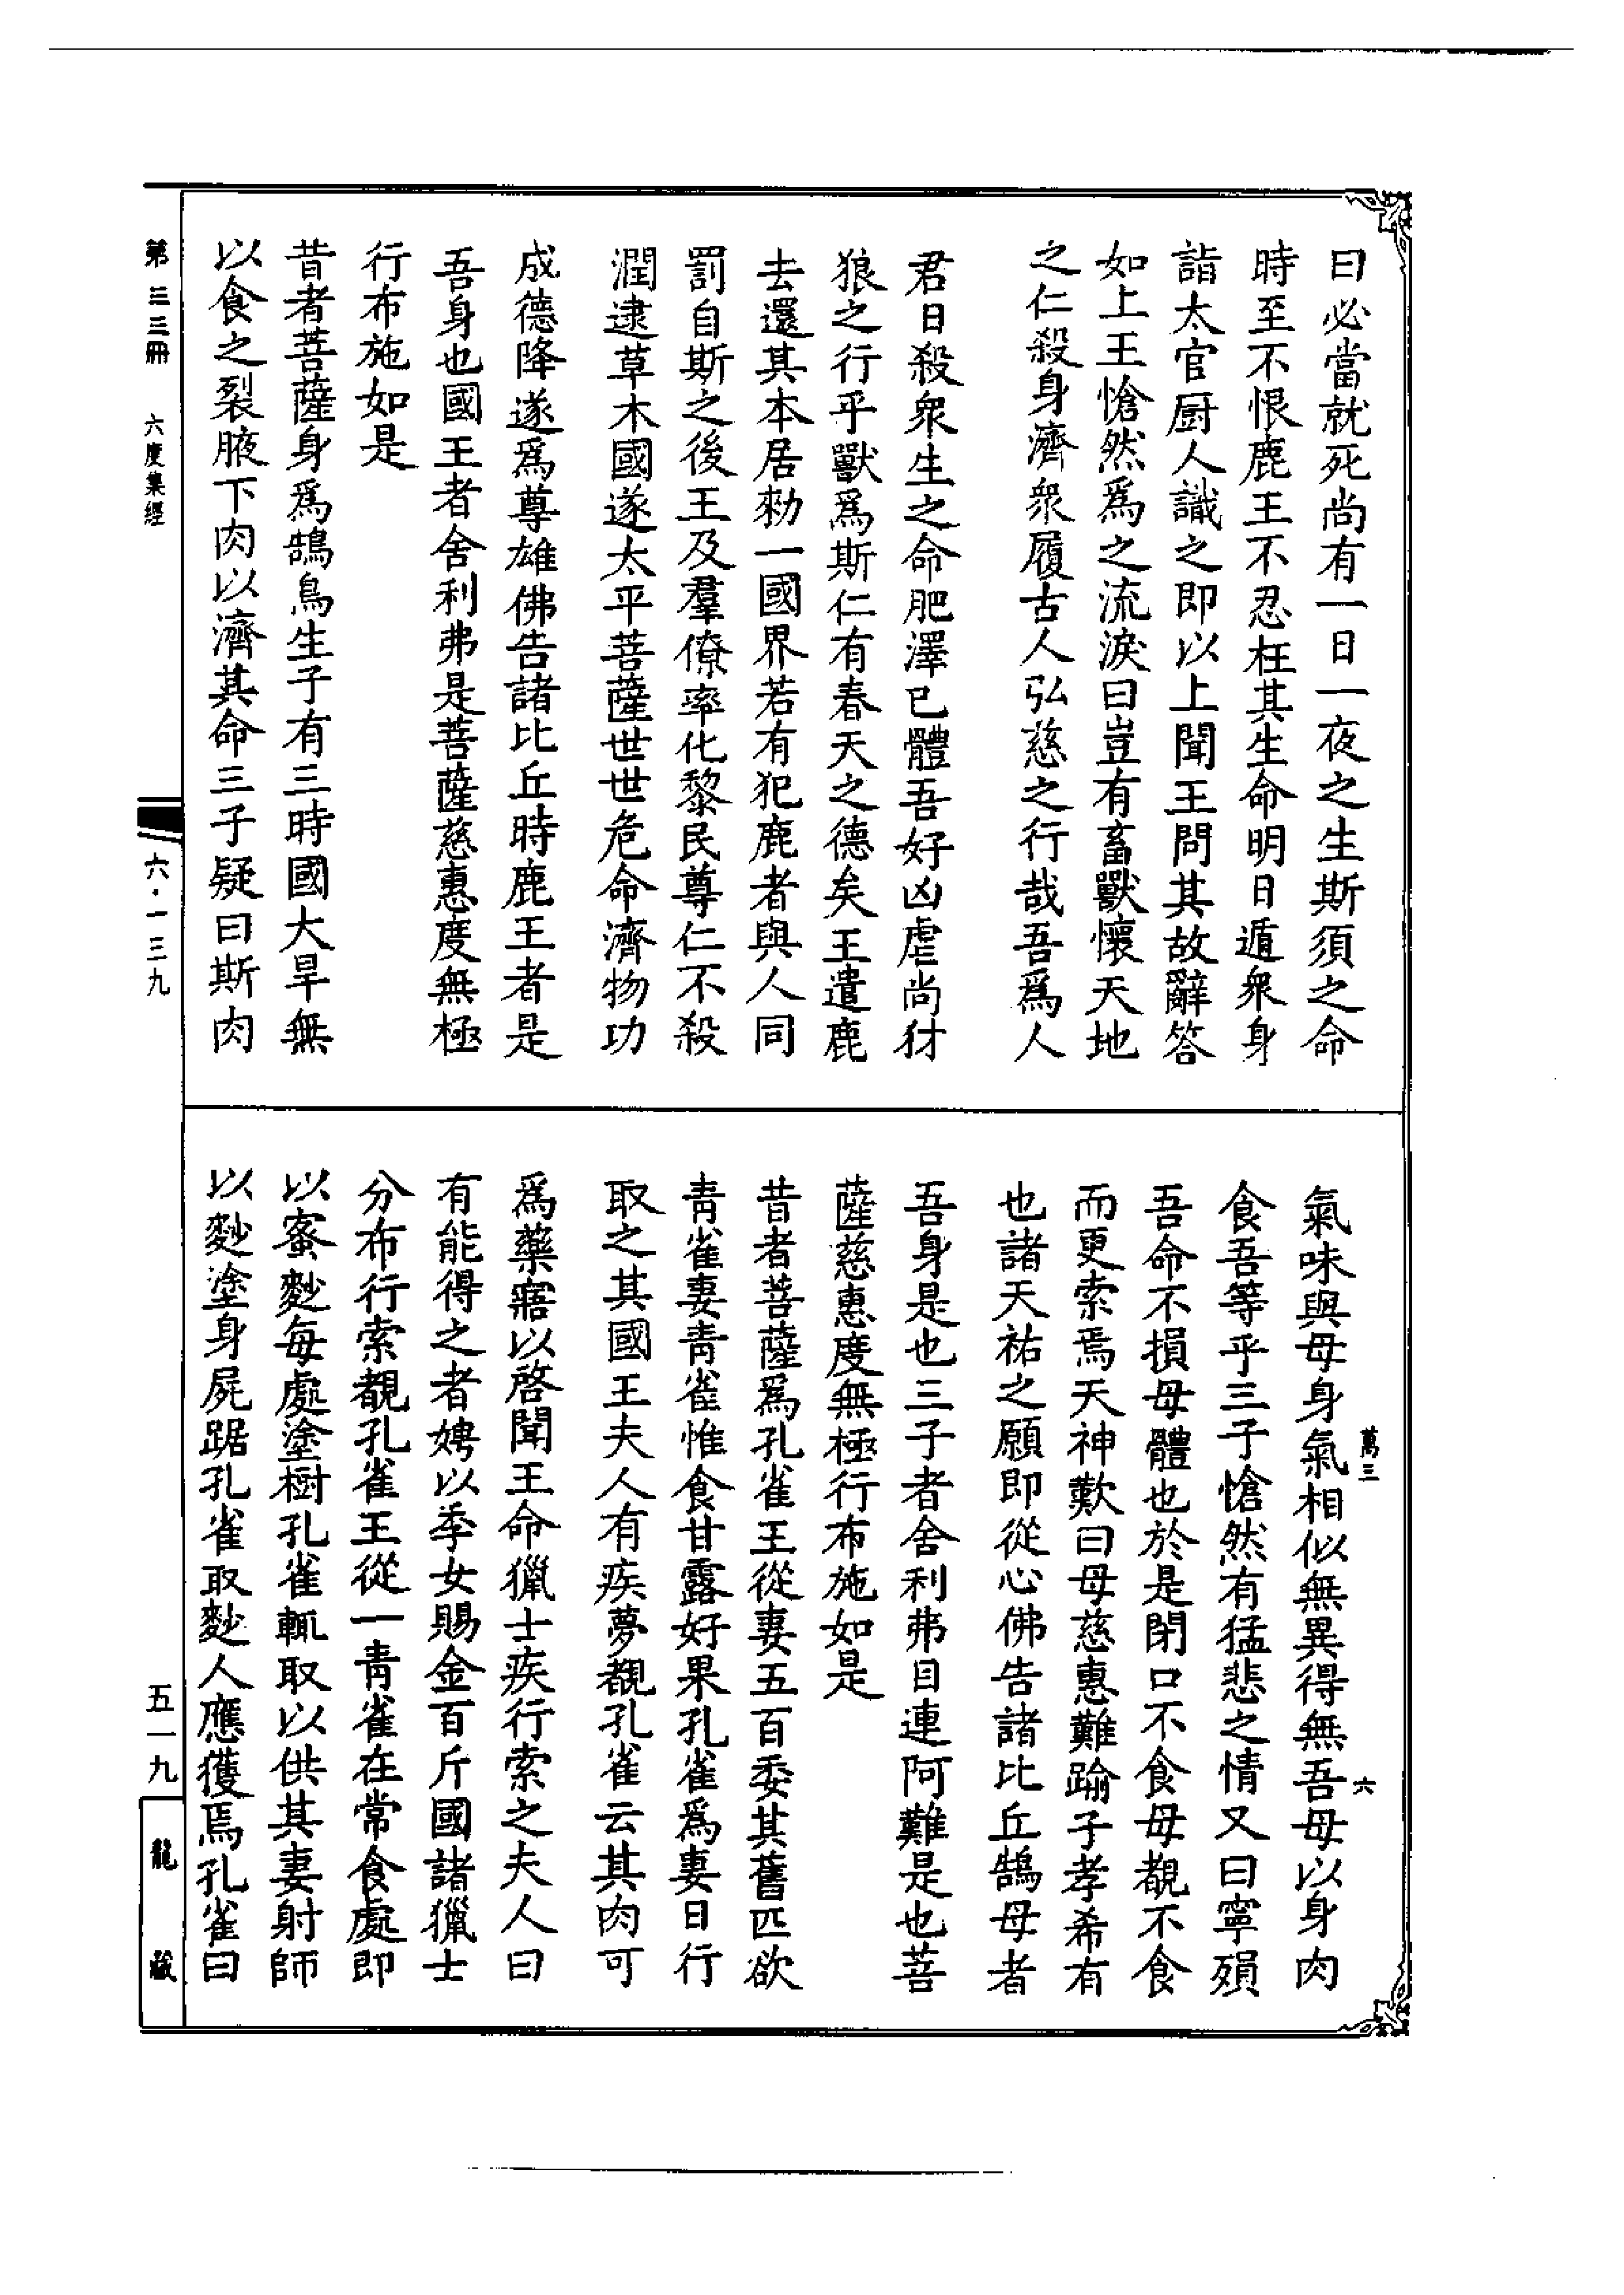 曰必當就死尚有一日一夜之生斯須之命
時至不恨鹿王不忍枉其生命明日遁衆身
詣太官厨人識之即以上聞王問其故辭答
如上王愴然爲之流淚曰豈有畜獸懷天地
之仁殺身濟衆履古人弘慈之行哉吾爲人
君日殺衆生之命肥澤已體吾好凶虐尚犲
狼之行乎獸爲斯仁有春天之德矣王遣鹿
去還其本居勑一國界若有犯鹿者與人同
罰自斯之後王及羣僚率化黎民尊仁不殺
潤逮草木國遂太平菩薩世世危命濟物功
成德降遂爲尊雄佛告諸比丘時鹿王者是
吾身也國王者舍利弗是菩薩慈惠度無極
行布施如是
昔者菩薩身爲鵠鳥生子有三時國大旱無
以食之裂腋下肉以濟其命三子疑曰斯肉
氣味與母身氣相似無異得無吾母以身肉
食吾等乎三子愴然有猛悲之情又曰寧殞
吾命不損母體也於是閉口不食母覩不食
而更索焉天神歎曰母慈惠難踰子孝希有
也諸天祐之願即從心佛告諸比丘鵠母者
吾身是也三子者舍利弗目連阿難是也菩
薩慈惠度無極行布施如是
昔者菩薩爲孔雀王從妻五百委其舊匹欲
青雀妻青雀惟食甘露好果孔雀爲妻日行
取之其國王夫人有疾夢覩孔雀云其肉可
爲藥寤以啓聞王命獵士疾行索之夫人曰
有能得之者娉以季女賜金百斤國諸獵士
分布行索覩孔雀王從一青雀在常食處即
以蜜麨每處塗樹孔雀輒取以供其妻射師
以麨塗身屍踞孔雀取麨人應獲焉孔雀曰
萬三
六
第三三冊
六度集經
六·一三九
五一九
龍藏